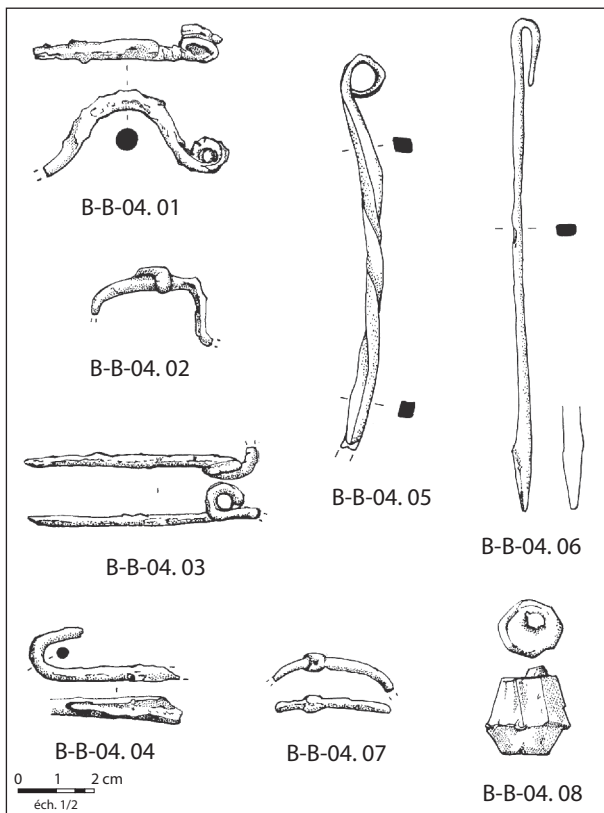 B-B-04. 01
B-B-04. 02
B-B-04. 03
B-B-04. 04
0 1 2 cm
éch. 1/2
B-B-04. 05
B-B-04. 06
B-B-04. 07
B-B-04. 08